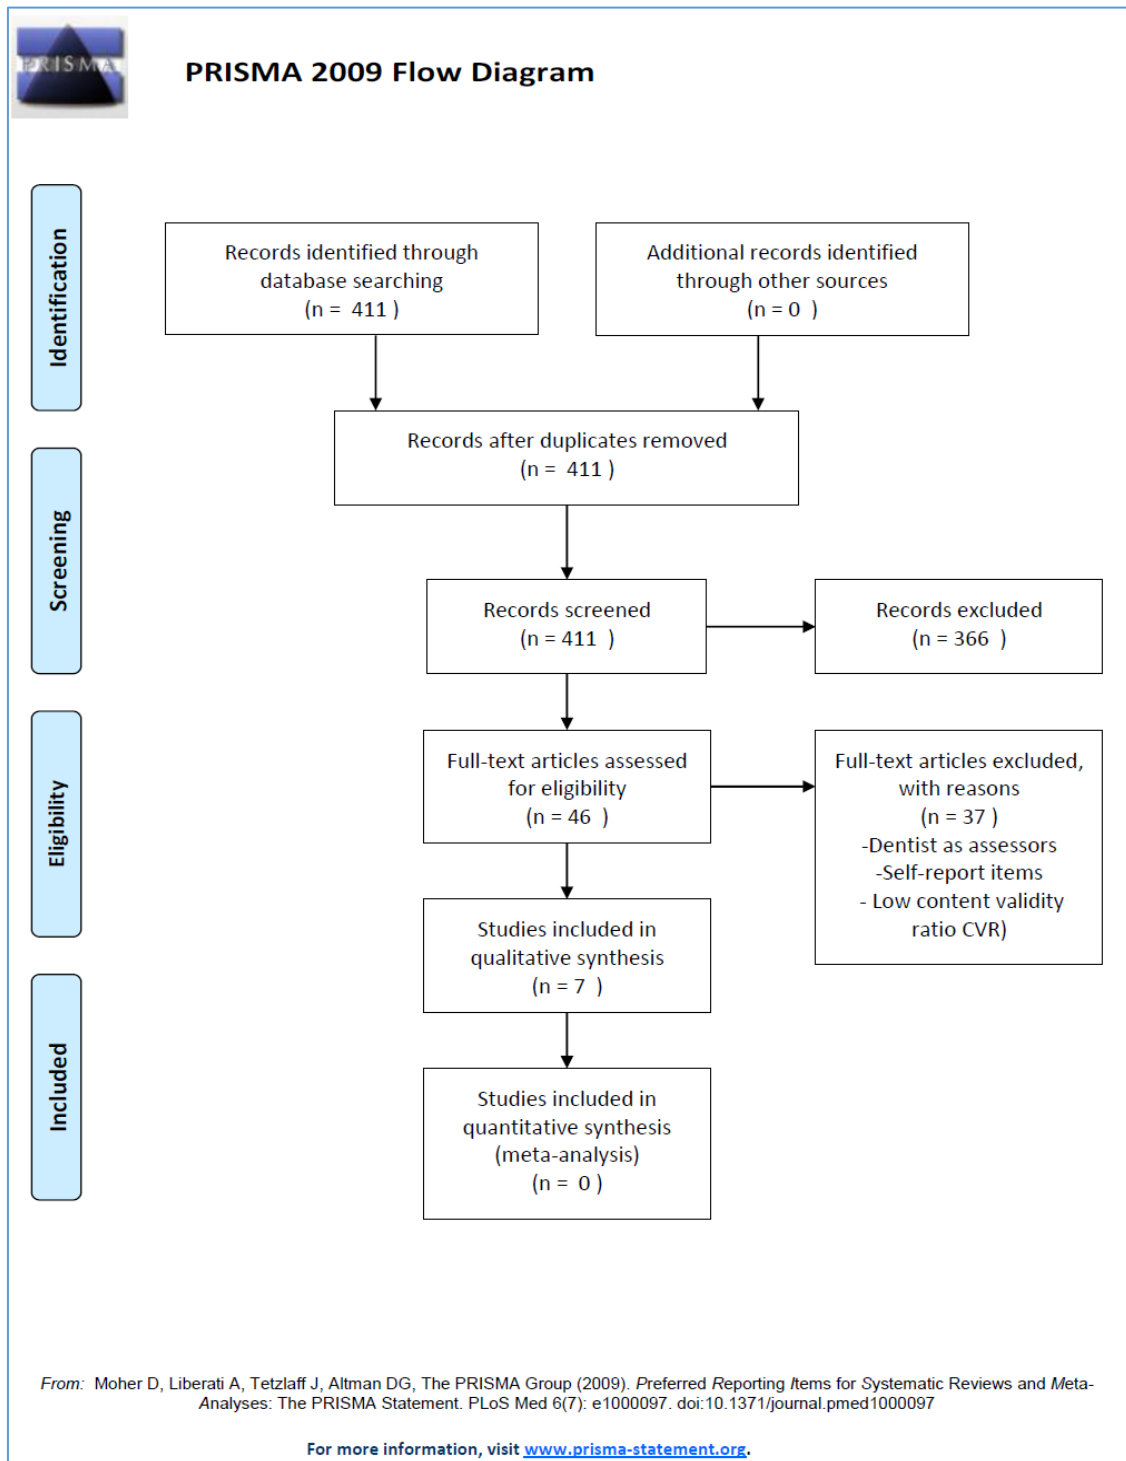 PRISMA
PRISMA 2009 Flow Diagram
Identification
Records identified through
database searching
(n = 411 )
Additional records identified
through other sources
(n = 0 )
Records after duplicates removed
(n = 411 )
Screening
Records screened
(n = 411 )
Records excluded
(n = 366 )
Eligibility
Full-text articles assessed
for eligibility
(n = 46 )
Full-text articles excluded,
with reasons
(n = 37 )
-Dentist as assessors
-Self-report items
- Low content validity
ratio CVR)
Studies included in
qualitative synthesis
(n = 7 )
Included
Studies included in
quantitative synthesis
(meta-analysis)
(n = 0 )
From: Moher D, Liberati A, Tetzlaff J, Altman DG, The PRISMA Group (2009). Preferred Reporting Items for Systematic Reviews and Meta-
Analyses: The PRISMA Statement. PLoS Med 6(7): e1000097. doi:10.1371/journal.pmed1000097
For more information, visit www.prisma-statement.org.